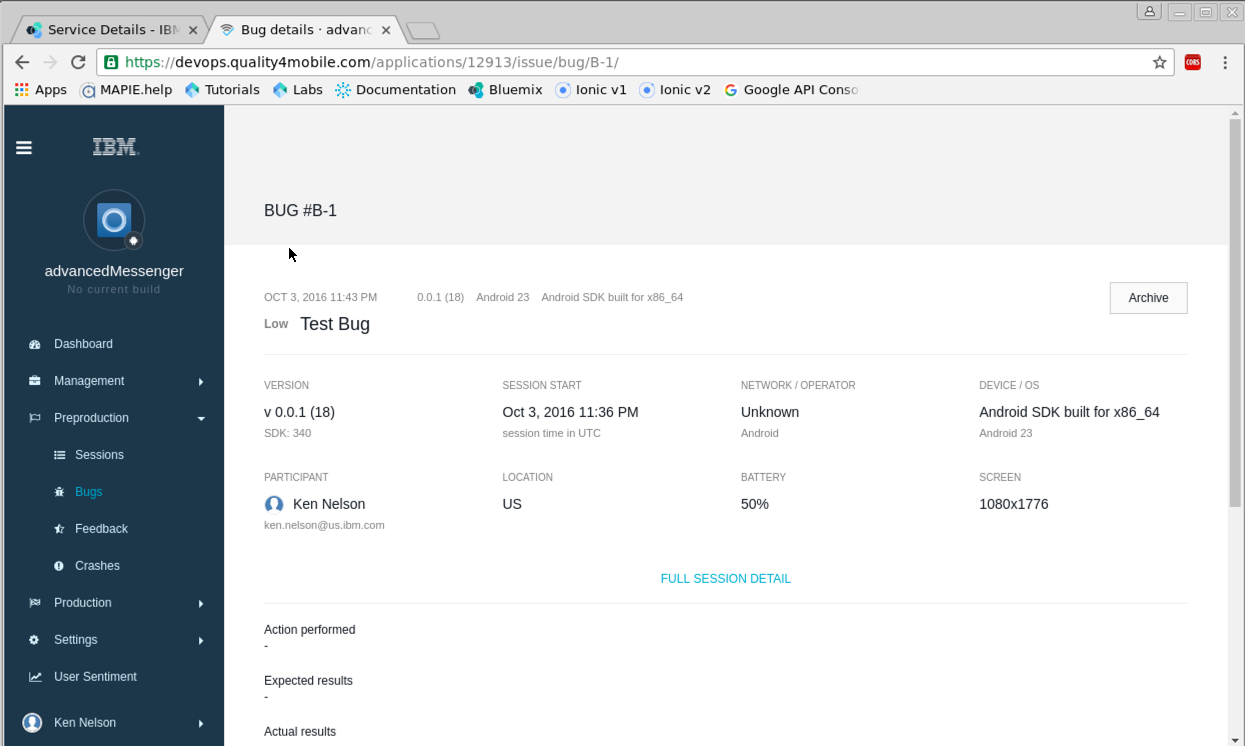 Service Details - IBM
Bug details · advanc
https://devops.quality4mobile.com/applications/12913/issue/bug/B-1/
CORS
Apps MAPIE.help Tutorials Labs Documentation Bluemix Ionic v1 Ionic v2 Google API Conso
IBM
advancedMessenger
No current build
Dashboard
Management
Preproduction
Sessions
Bugs
Feedback
Crashes
Production
Settings
User Sentiment
Ken Nelson
BUG #B-1
OCT 3, 2016 11:43 PM 0.0.1 (18) Android 23 Android SDK built for x86_64
Archive
Low Test Bug
VERSION SESSION START NETWORK / OPERATOR DEVICE / OS
v 0.0.1 (18) Oct 3, 2016 11:36 PM Unknown Android SDK built for x86_64
SDK: 340 session time in UTC Android Android 23
PARTICIPANT LOCATION BATTERY SCREEN
Ken Nelson US 50% 1080x1776
ken.nelson@us.ibm.com
FULL SESSION DETAIL
Action performed
-
Expected results
-
Actual results